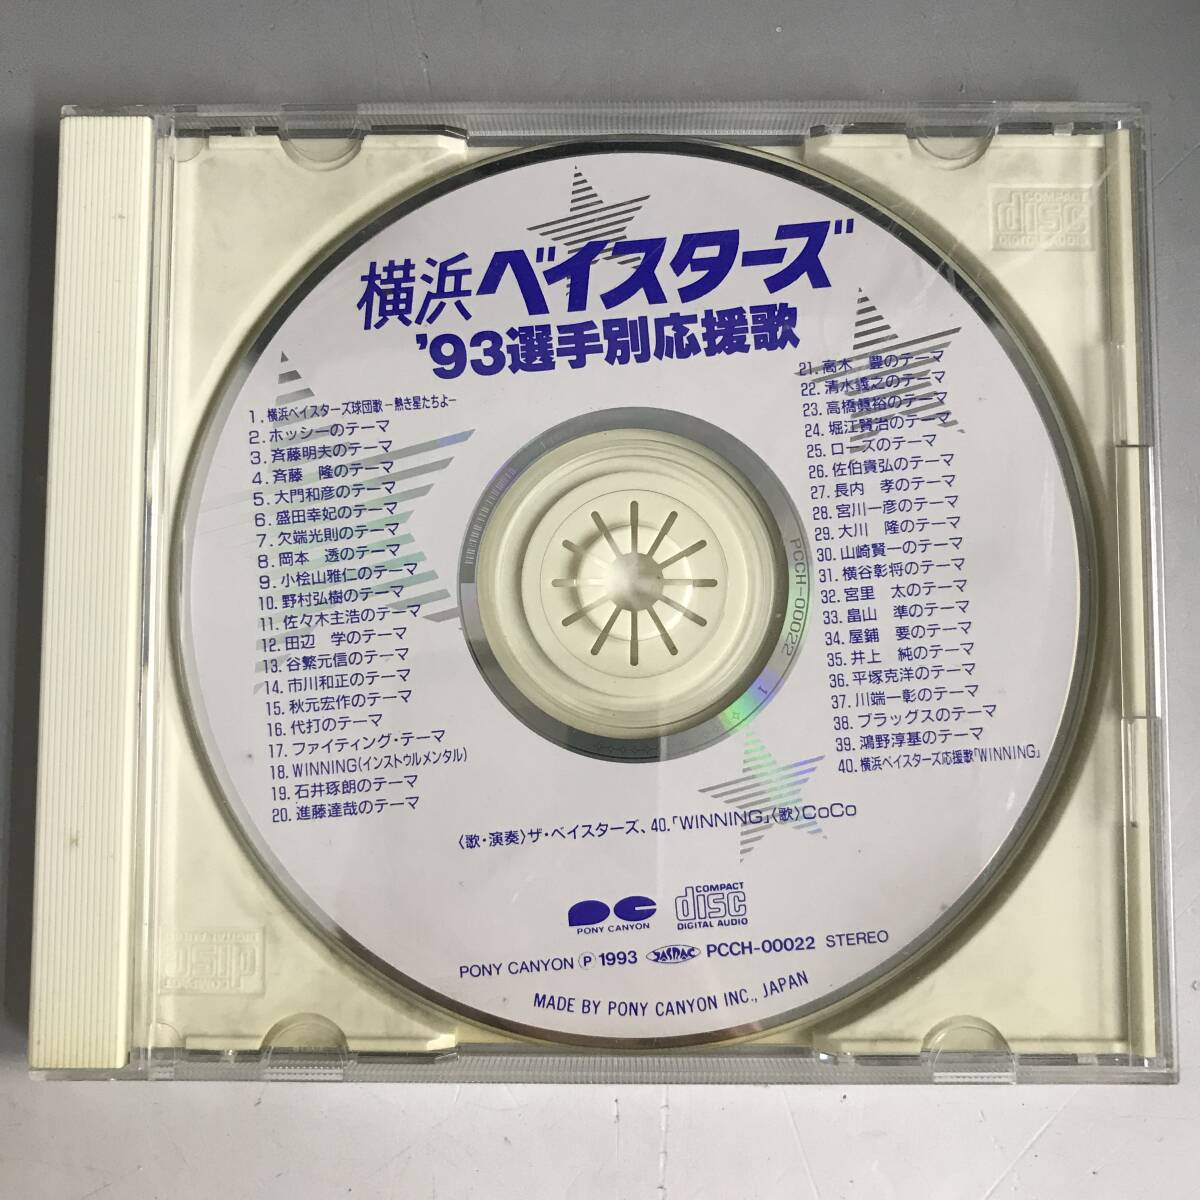 横浜ベイスターズ
'93選手別応援歌
1. 横浜ベイスターズ球団歌-熱き星たちよ-
2. ホッシーのテーマ
3. 斉藤明夫のテーマ
4. 斉藤 隆のテーマ
5. 大門和彦のテーマ
6. 盛田幸妃のテーマ
7. 欠端光則のテーマ
8. 岡本 透のテーマ
9. 小桧山雅仁のテーマ
10. 野村弘樹のテーマ
11. 佐々木主浩のテーマ
12. 田辺 学のテーマ
13. 谷繁元信のテーマ
14. 市川和正のテーマ
15. 秋元宏作のテーマ
16. 代打のテーマ
17. ファイティング・テーマ
18. WINNING(インストゥルメンタル)
19. 石井琢朗のテーマ
20. 進藤達哉のテーマ
21. 高木 豊のテーマ
22. 清水義之のテーマ
23. 高橋眞裕のテーマ
24. 堀江賢治のテーマ
25. ローズのテーマ
26. 佐伯貴弘のテーマ
27. 長内 孝のテーマ
28. 宮川一彦のテーマ
29. 大川 隆のテーマ
30. 山崎賢一のテーマ
31. 横谷彰将のテーマ
32. 宮里 太のテーマ
33. 畠山 準のテーマ
34. 屋鋪 要のテーマ
35. 井上 純のテーマ
36. 平塚克洋のテーマ
37. 川端一彰のテーマ
38. ブラッグスのテーマ
39. 鴻野淳基のテーマ
40. 横浜ベイスターズ応援歌「WINNING」
〈歌・演奏〉ザ・ベイスターズ、40.「WINNING」〈歌〉CoCo
PONY CANYON
COMPACT
disc
DIGITAL AUDIO
PONY CANYON Ⓟ 1993 JASRAC PCCH-00022 STEREO
MADE BY PONY CANYON INC., JAPAN
PCCH-00022 1
COMPACT
disc
DIGITAL AUDIO